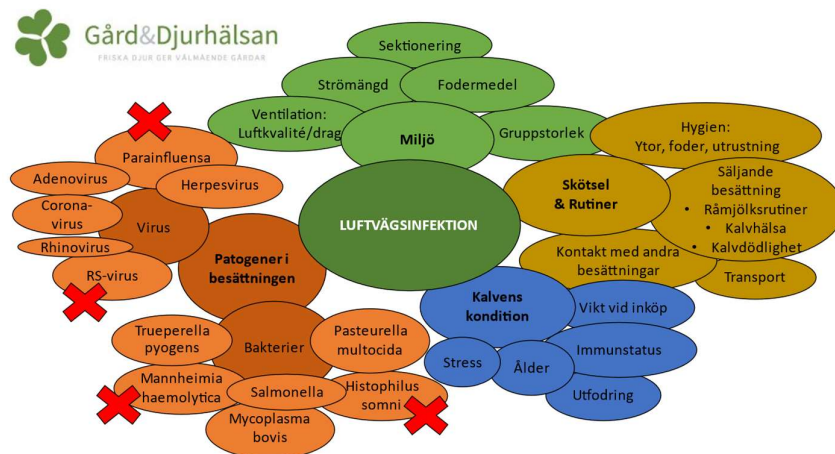 Gård&Djurhälsan
FRISKA DJUR GER VÄLMÅENDE GÅRDAR
Sektionering
Strömängd
Fodermedel
Ventilation:
Luftkvalité/drag
Miljö
Gruppstorlek
Hygien:
Ytor, foder, utrustning
Parainfluensa
Adenovirus
Herpesvirus
Corona-
virus
Virus
Rhinovirus
RS-virus
LUFTVÄGSINFEKTION
Skötsel
& Rutiner
Säljande
besättning
• Råmjölksrutiner
• Kalvhälsa
• Kalvdödlighet
Kontakt med andra
besättningar
Transport
Patogener i
besättningen
Kalvens
kondition
Vikt vid inköp
Immunstatus
Stress
Ålder
Utfodring
Trueperella
pyogens
Bakterier
Pasteurella
multocida
Mannheimia
haemolytica
Salmonella
Histophilus
somni
Mycoplasma
bovis